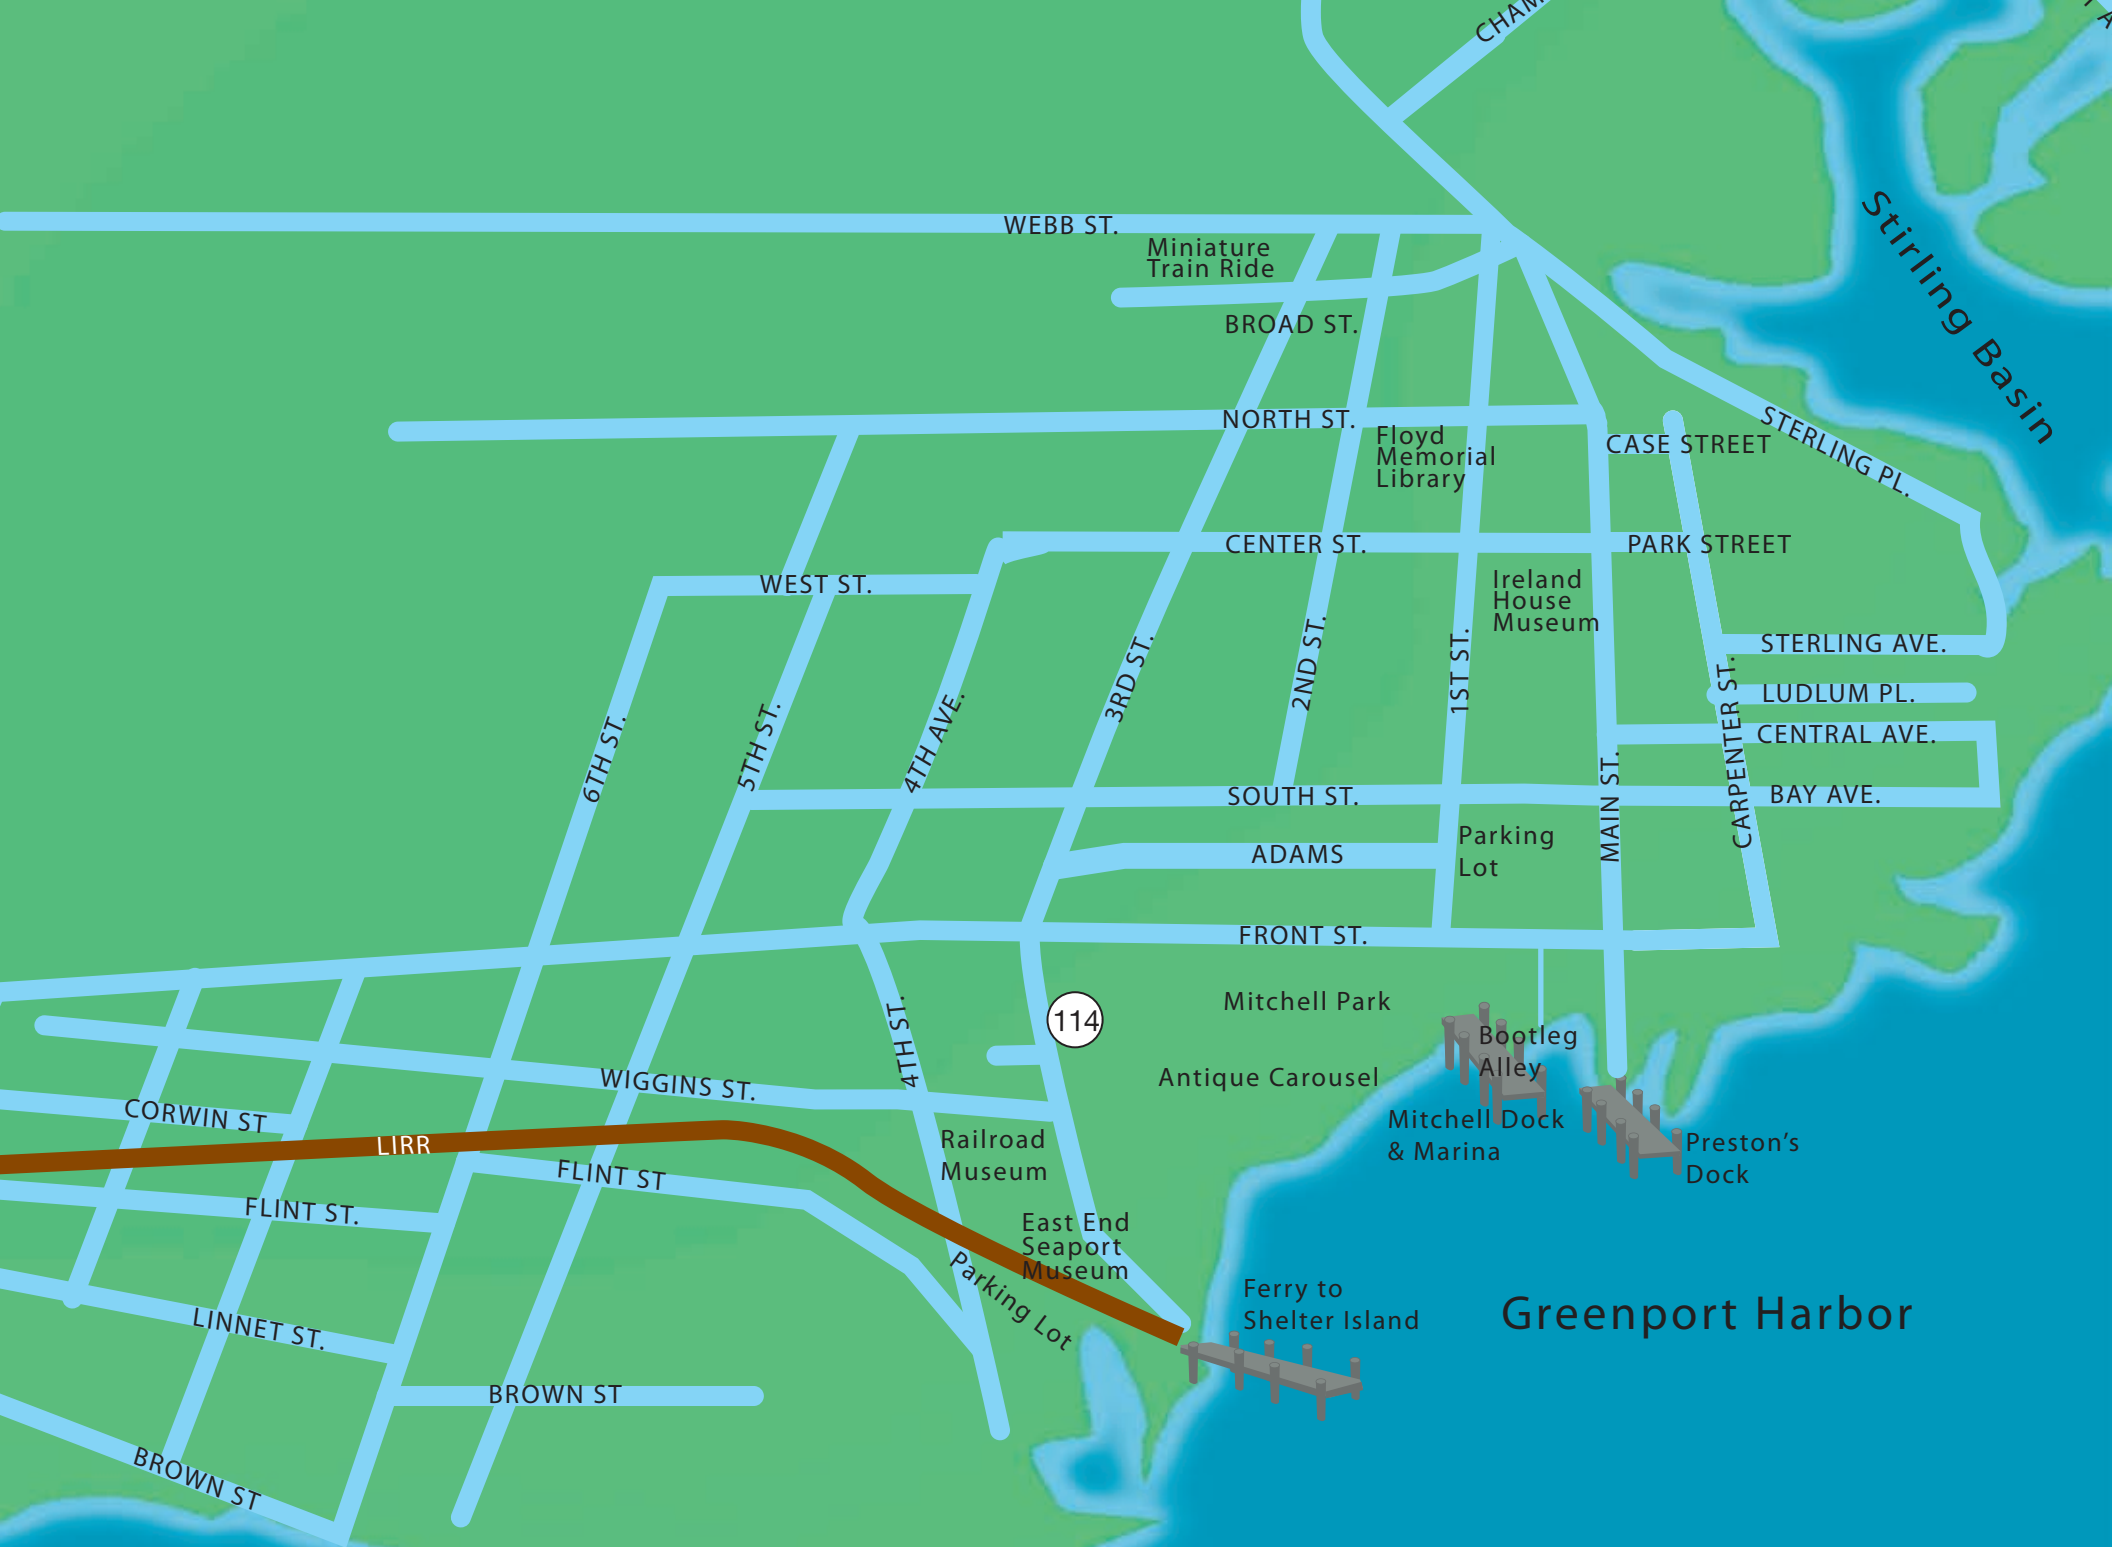 CHAM
WEBB ST.
Miniature
Train Ride
BROAD ST.
Stirling Basin
NORTH ST.
Floyd
Memorial
Library
CASE STREET
STERLING PL.
CENTER ST.
PARK STREET
WEST ST.
Ireland
House
Museum
6TH ST.
5TH ST.
4TH AVE.
3RD ST.
2ND ST.
1ST ST.
STERLING AVE.
LUDLUM PL.
CENTRAL AVE.
CARPENTER ST.
MAIN ST.
SOUTH ST.
BAY AVE.
ADAMS
Parking
Lot
FRONT ST.
Mitchell Park
114
4TH ST.
Bootleg
Alley
Antique Carousel
WIGGINS ST.
CORWIN ST
LIRR
Mitchell Dock
& Marina
Preston's
Dock
Railroad
Museum
FLINT ST
FLINT ST.
East End
Seaport
Museum
Parking Lot
Ferry to
Shelter Island
Greenport Harbor
LINNET ST.
BROWN ST
BROWN ST